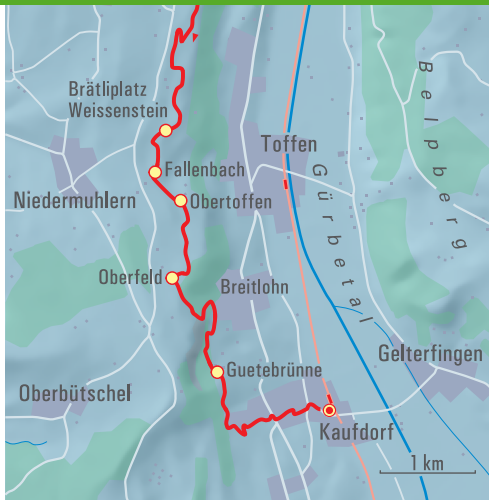 Brätliplatz
Weissenstein
Belpberg
Toffen
Fallenbach
Gürbetal
Niedermuhlern
Obertoffen
Oberfeld
Breitlohn
Gelterfingen
Guetebrünne
Oberbütschel
Kaufdorf
1 km